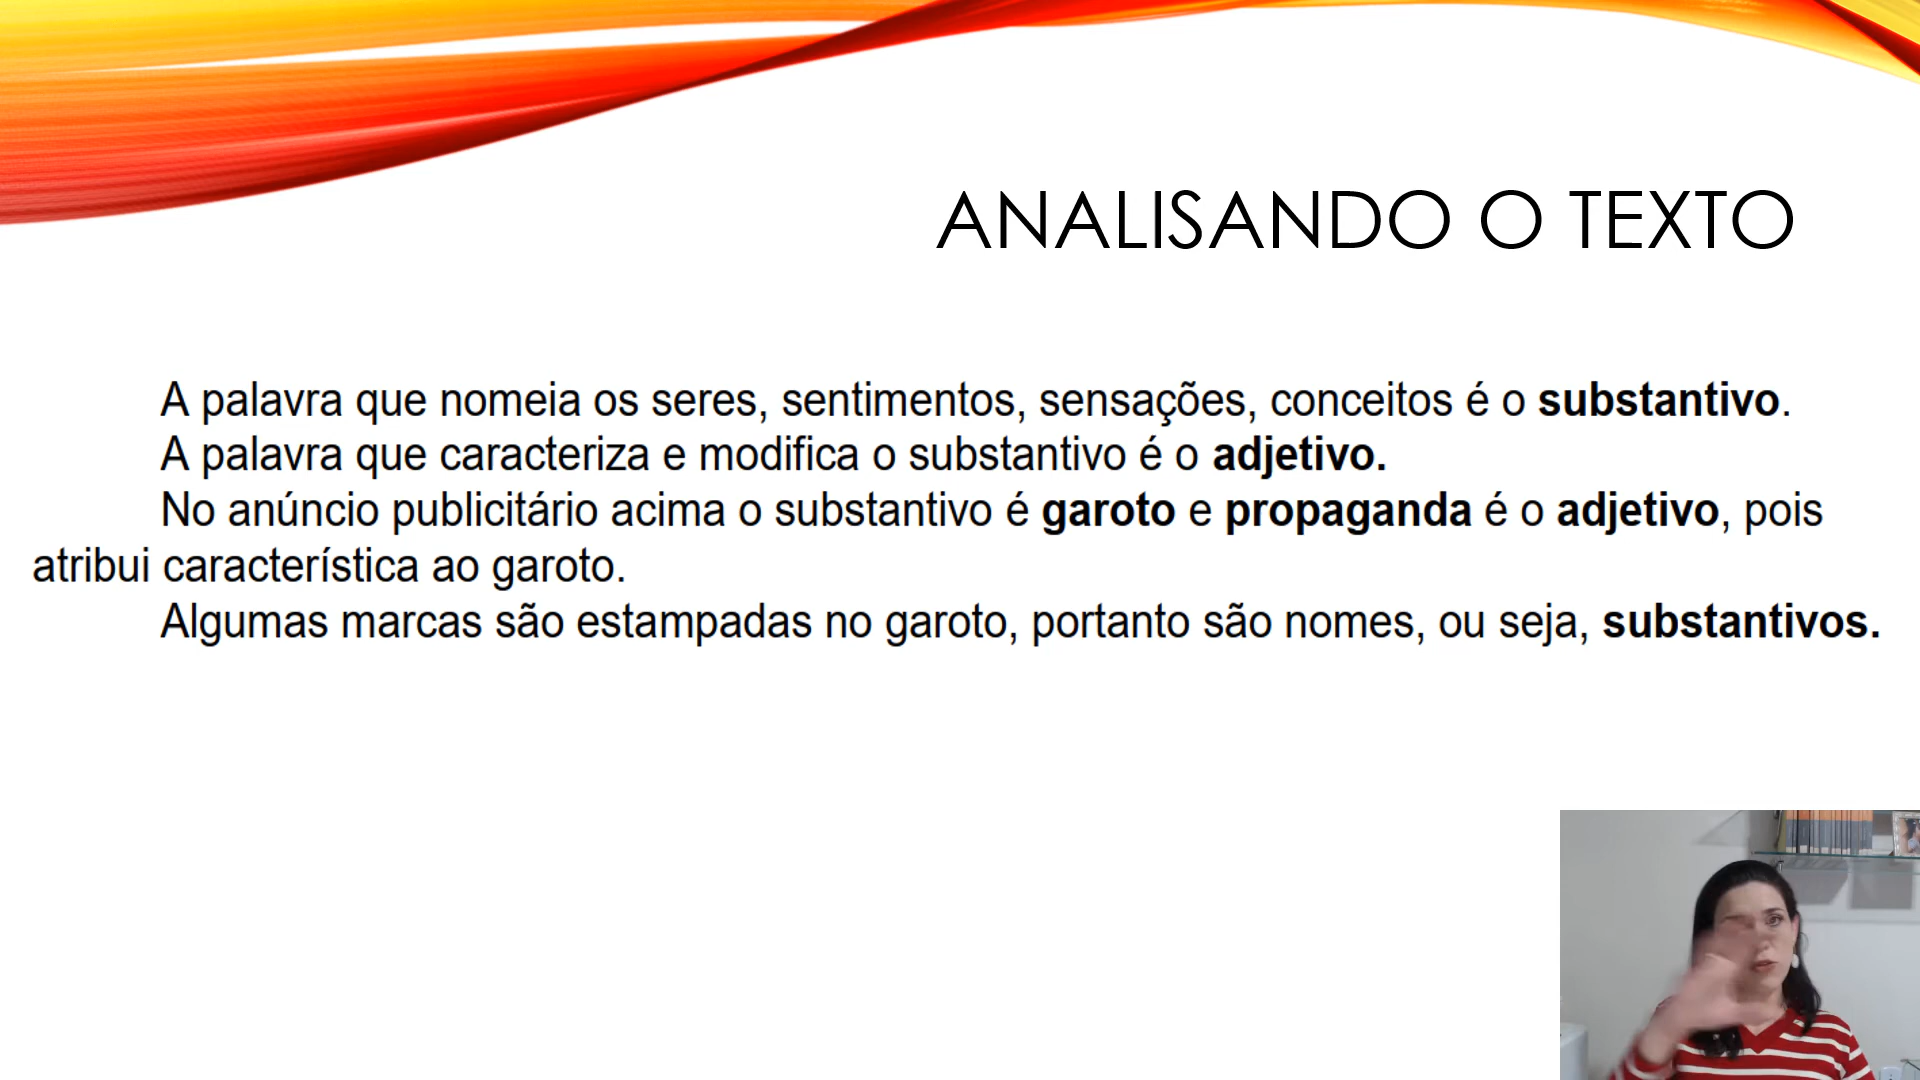 ANALISANDO O TEXTO
A palavra que nomeia os seres, sentimentos, sensações, conceitos é o substantivo.
A palavra que caracteriza e modifica o substantivo é o adjetivo.
No anúncio publicitário acima o substantivo é garoto e propaganda é o adjetivo, pois
atribui característica ao garoto.
Algumas marcas são estampadas no garoto, portanto são nomes, ou seja, substantivos.